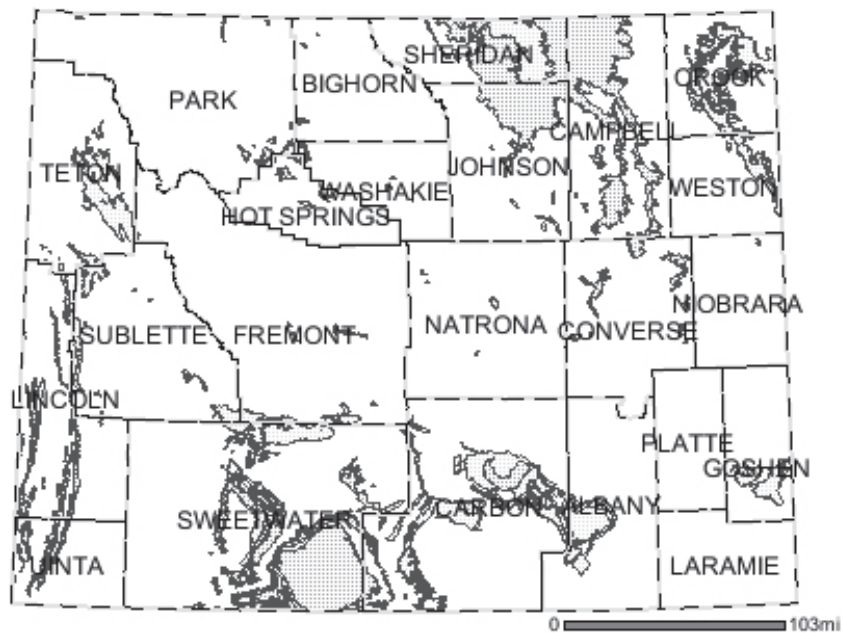 SHERIDAN
BIGHORN
CROOK
PARK
CAMPBELL
JOHNSON
TETON
WASHAKIE
WESTON
HOT SPRINGS
NIOBRARA
NATRONA
SUBLETTE
FREMONT
CONVERSE
LINCOLN
PLATTE
GOSHEN
SWEETWATER
CARBON
ALBANY
UINTA
LARAMIE
0 103mi